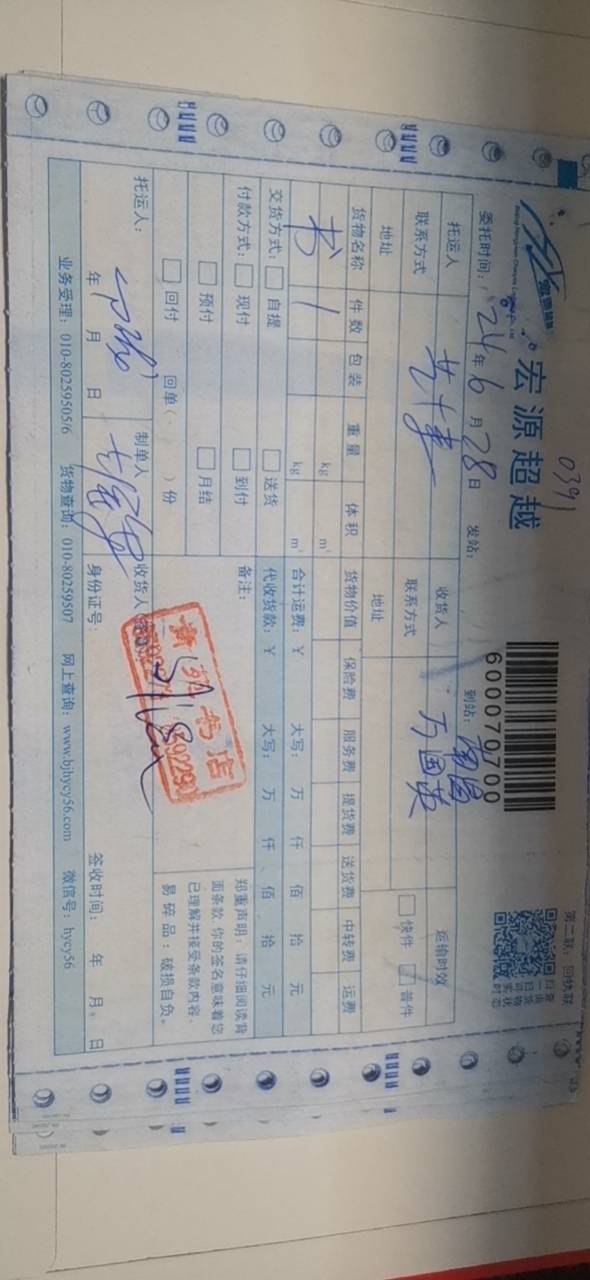 0391
宏源超越
600070700
第二联：回执联
委托时间： 24年6月28日 发站： 到站：南昌
托运人 收货人 万国英 运输时效
联系方式 联系方式 快件 普件
地址 地址
货物名称 件数 包装 重量 体积 货物价值 保险费 服务费 提货费 送货费 中转费 运费
书 1 kg m³
kg m³ 合计运费：￥ 大写： 万 仟 佰 拾 元
交货方式： 自提 送货 代收货款：￥ 大写： 万 仟 佰 拾 元
付款方式： 现付 到付 备注：
预付 月结
回付 回单（ ）份
郑重声明：请仔细阅读背
面条款，你的签名意味着您
已理解并接受条款内容。
易碎品：破损自负。
书店
托运人： 制单人 收货人
年 月 日 身份证号： 签收时间： 年 月 日
业务受理：010-80259505/6 货物查询：010-80259507 网上查询：www.bjhycy56.com 微信号：hycy56